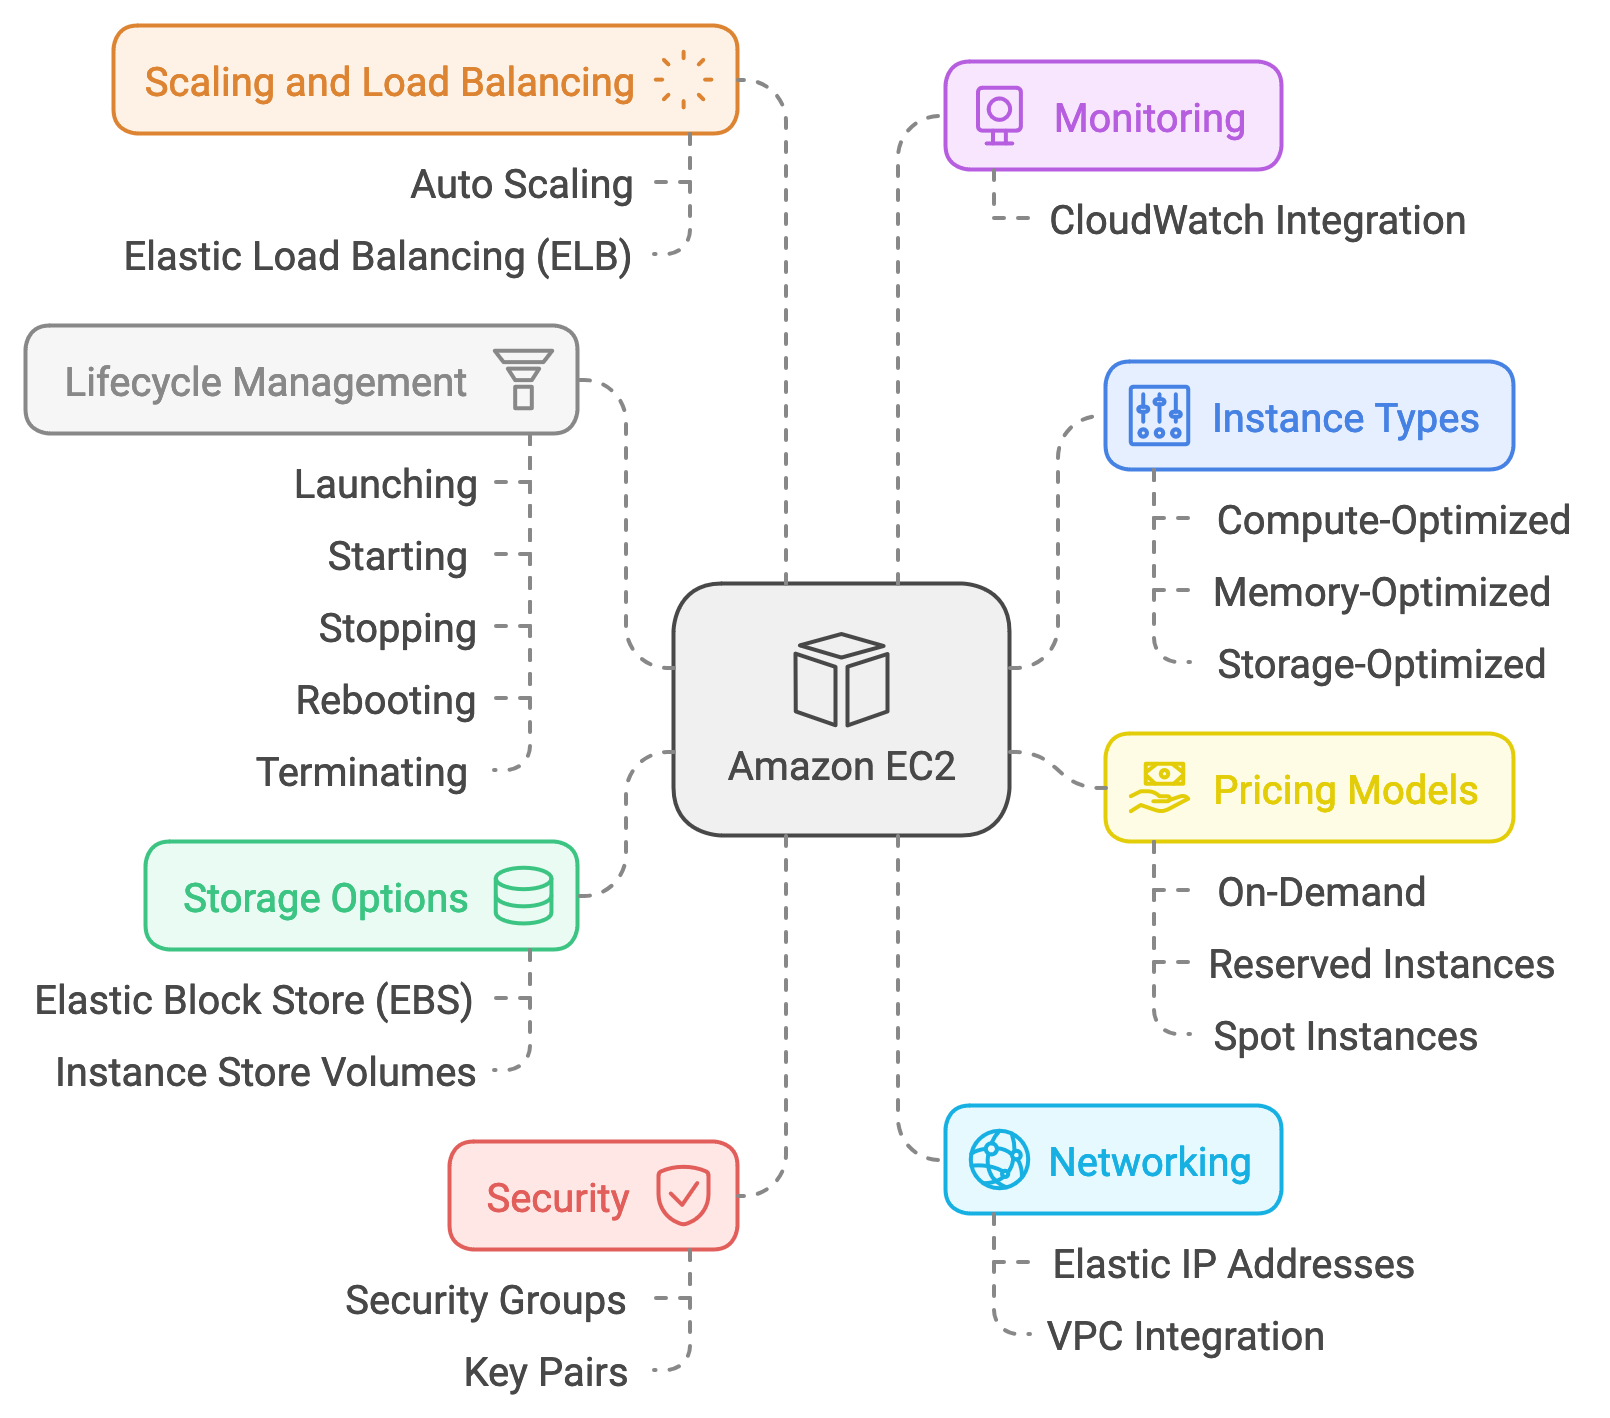 Scaling and Load Balancing
Auto Scaling
Elastic Load Balancing (ELB)
Lifecycle Management
Launching
Starting
Stopping
Rebooting
Terminating
Storage Options
Elastic Block Store (EBS)
Instance Store Volumes
Security
Security Groups
Key Pairs
Amazon EC2
Monitoring
CloudWatch Integration
Instance Types
Compute-Optimized
Memory-Optimized
Storage-Optimized
Pricing Models
On-Demand
Reserved Instances
Spot Instances
Networking
Elastic IP Addresses
VPC Integration